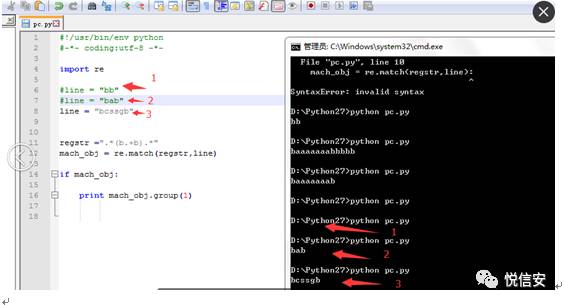 pc.py
1 #!/usr/bin/env python
2 #-*- coding:utf-8 -*-
3
4 import re
5
6 #line = "bb"
1
7 #line = "bab"
2
8 line = "bcssgb"
3
9
10
11 regstr =".*(b.+b).*"
12 mach_obj = re.match(regstr,line)
13
14 if mach_obj:
15
16 print mach_obj.group(1)
17
18
管理员: C:\Windows\system32\cmd.exe
File "pc.py", line 10
mach_obj = re.match(regstr,line):
^
SyntaxError: invalid syntax
D:\Python27>python pc.py
bb
D:\Python27>python pc.py
baaaaaaabbbbb
D:\Python27>python pc.py
baaaaaaab
D:\Python27>python pc.py
D:\Python27>python pc.py
1
D:\Python27>python pc.py
bab
2
D:\Python27>python pc.py
bcssgb
3
悦信安